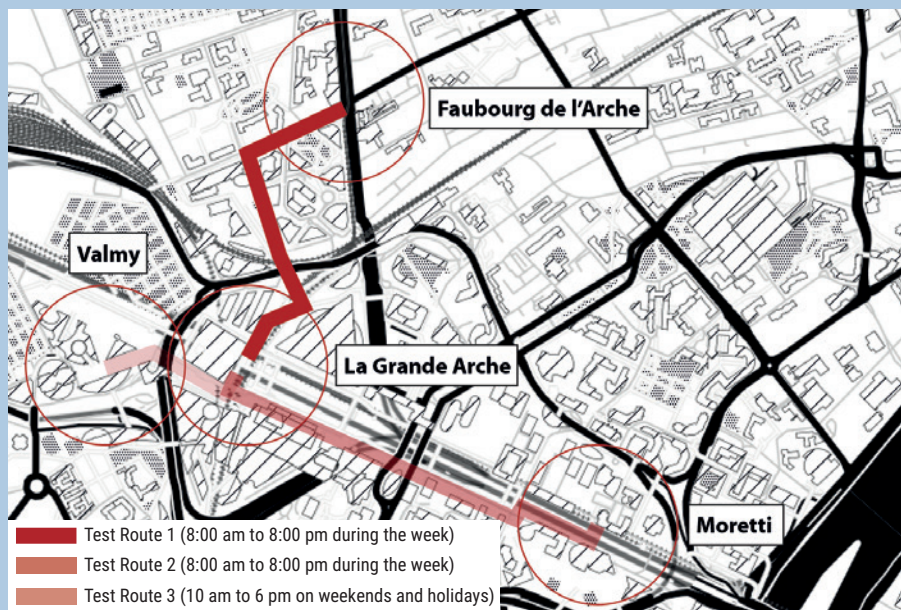 Faubourg de l'Arche
Valmy
La Grande Arche
Moretti
Test Route 1 (8:00 am to 8:00 pm during the week)
Test Route 2 (8:00 am to 8:00 pm during the week)
Test Route 3 (10 am to 6 pm on weekends and holidays)